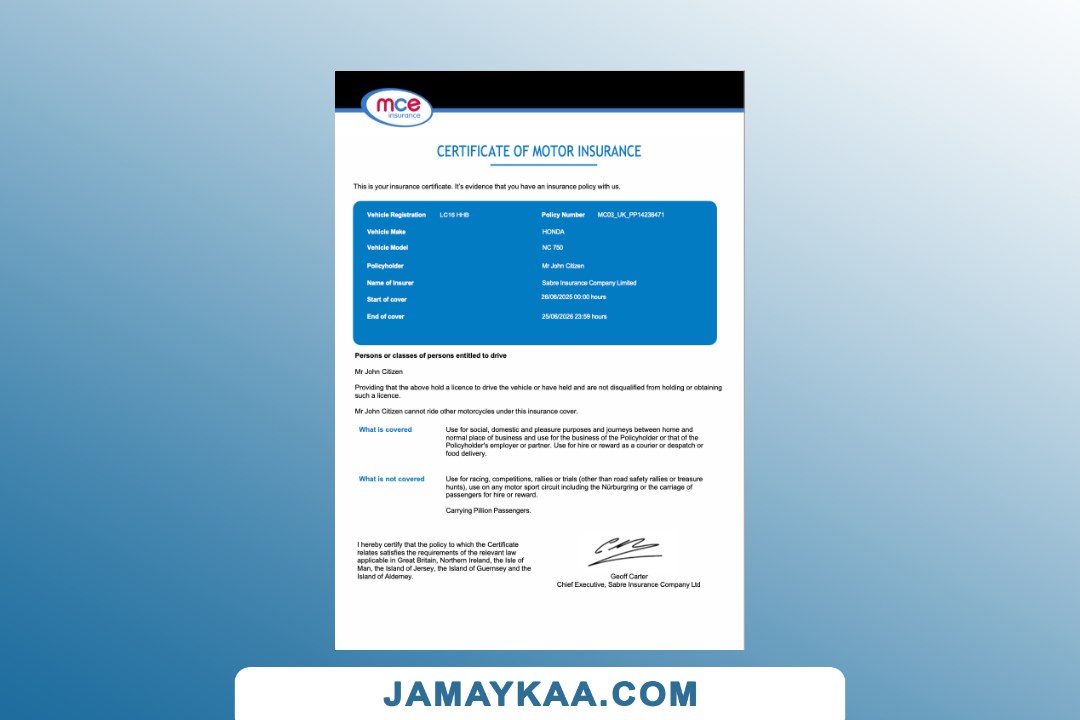 mce
insurance
CERTIFICATE OF MOTOR INSURANCE
This is your insurance certificate. It's evidence that you have an insurance policy with us.
Vehicle Registration LC16 HHB Policy Number MC03_UK_PP14238471
Vehicle Make HONDA
Vehicle Model NC 750
Policyholder Mr John Citizen
Name of Insurer Sabre Insurance Company Limited
Start of cover 26/06/2025 00:00 hours
End of cover 25/06/2026 23:59 hours
Persons or classes of persons entitled to drive
Mr John Citizen
Providing that the above hold a licence to drive the vehicle or have held and are not disqualified from holding or obtaining
such a licence.
Mr John Citizen cannot ride other motorcycles under this insurance cover.
What is covered Use for social, domestic and pleasure purposes and journeys between home and
normal place of business and use for the business of the Policyholder or that of the
Policyholder's employer or partner. Use for hire or reward as a courier or despatch or
food delivery.
What is not covered Use for racing, competitions, rallies or trials (other than road safety rallies or treasure
hunts), use on any motor sport circuit including the Nürburgring or the carriage of
passengers for hire or reward.
Carrying Pillion Passengers.
I hereby certify that the policy to which the Certificate
relates satisfies the requirements of the relevant law
applicable in Great Britain, Northern Ireland, the Isle of
Man, the Island of Jersey, the Island of Guernsey and the
Island of Alderney.
Geoff Carter
Chief Executive, Sabre Insurance Company Ltd
JAMAYKAA.COM